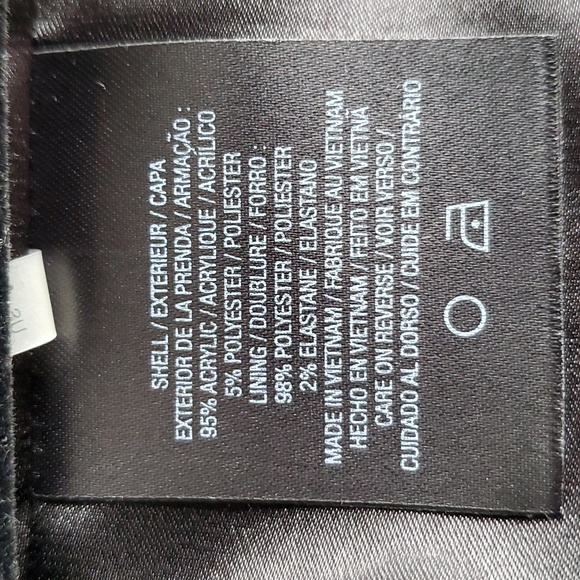 SHELL / EXTERIEUR / CAPA
EXTERIOR DE LA PRENDA / ARMAÇÃO :
95% ACRYLIC / ACRYLIQUE / ACRÍLICO
5% POLYESTER / POLIESTER
LINING / DOUBLURE / FORRO :
98% POLYESTER / POLIESTER
2% ELASTANE / ELASTANO
MADE IN VIETNAM / FABRIQUE AU VIETNAM
HECHO EN VIETNAM / FEITO EM VIETNÃ
CARE ON REVERSE / VOIR VERSO /
CUIDADO AL DORSO / CUIDE EM CONTRÁRIO